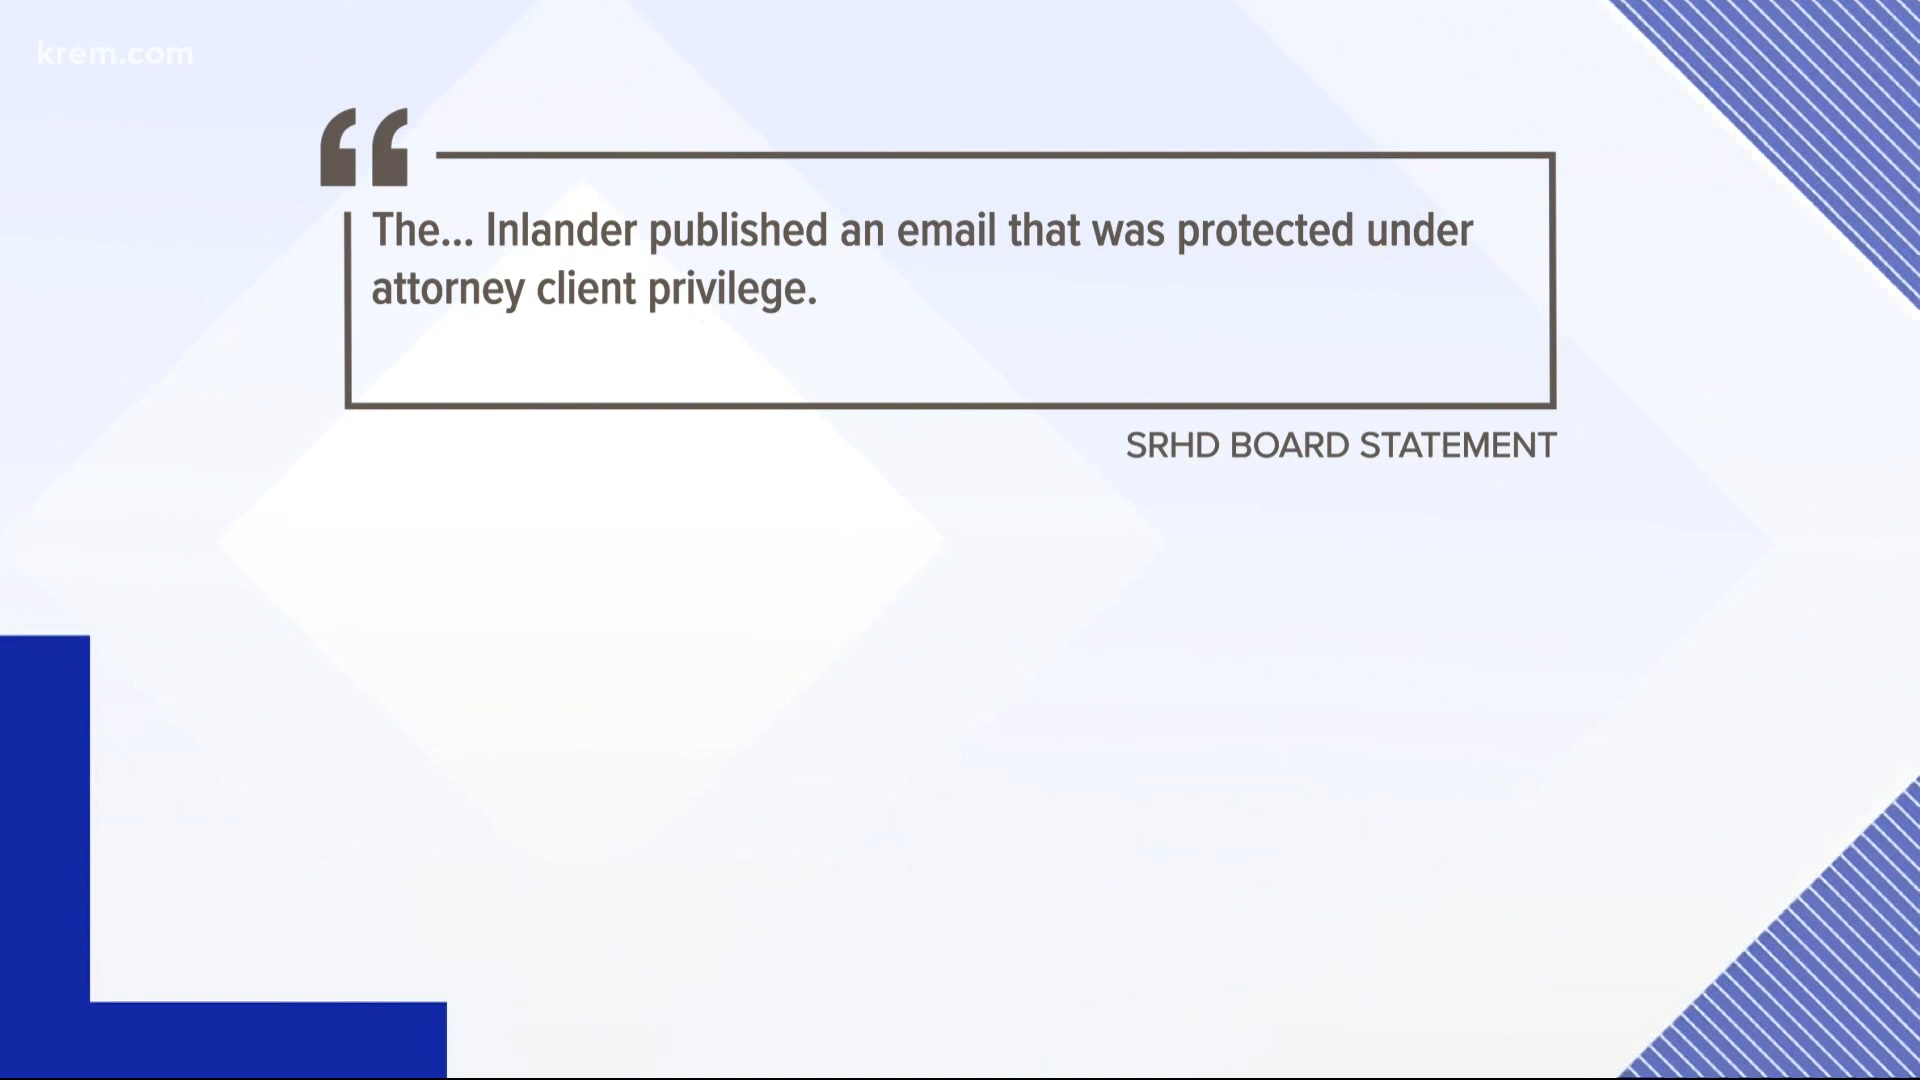 krem.com
“
The... Inlander published an email that was protected under
attorney client privilege.
SRHD BOARD STATEMENT